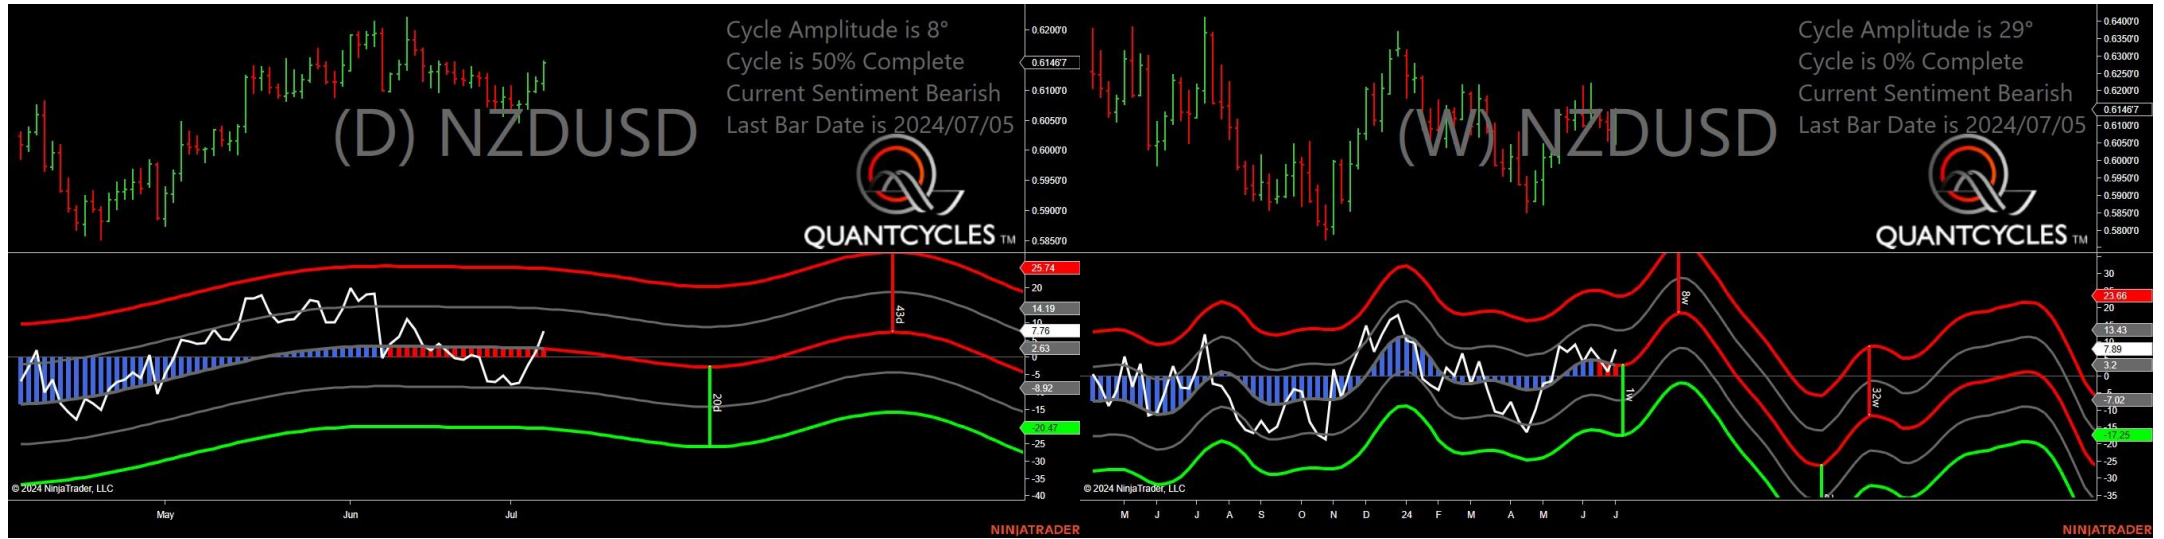 Cycle Amplitude is 8°
Cycle is 50% Complete
Current Sentiment Bearish
Last Bar Date is 2024/07/05
(D) NZDUSD
QUANTCYCLES TM
0.6200'0
0.6146'7
0.6100'0
0.6050'0
0.6000'0
0.5950'0
0.5900'0
0.5850'0
25.74
20
14.19
10
7.76
2.63
0
-5
-8.92
-15
-20.47
-25
-30
-35
-40
43d
20d
© 2024 NinjaTrader, LLC
May Jun Jul
NINJATRADER
Cycle Amplitude is 29°
Cycle is 0% Complete
Current Sentiment Bearish
Last Bar Date is 2024/07/05
(W) NZDUSD
QUANTCYCLES TM
0.6400'0
0.6350'0
0.6300'0
0.6250'0
0.6200'0
0.6146'7
0.6100'0
0.6050'0
0.6000'0
0.5950'0
0.5900'0
0.5850'0
0.5800'0
30
23.66
13.43
7.89
3.2
0
-7.02
-10
-17.25
-20
-25
-30
-35
8w
1w
32w
© 2024 NinjaTrader, LLC
M J J A S O N D 24 F M A M J J
NINJATRADER